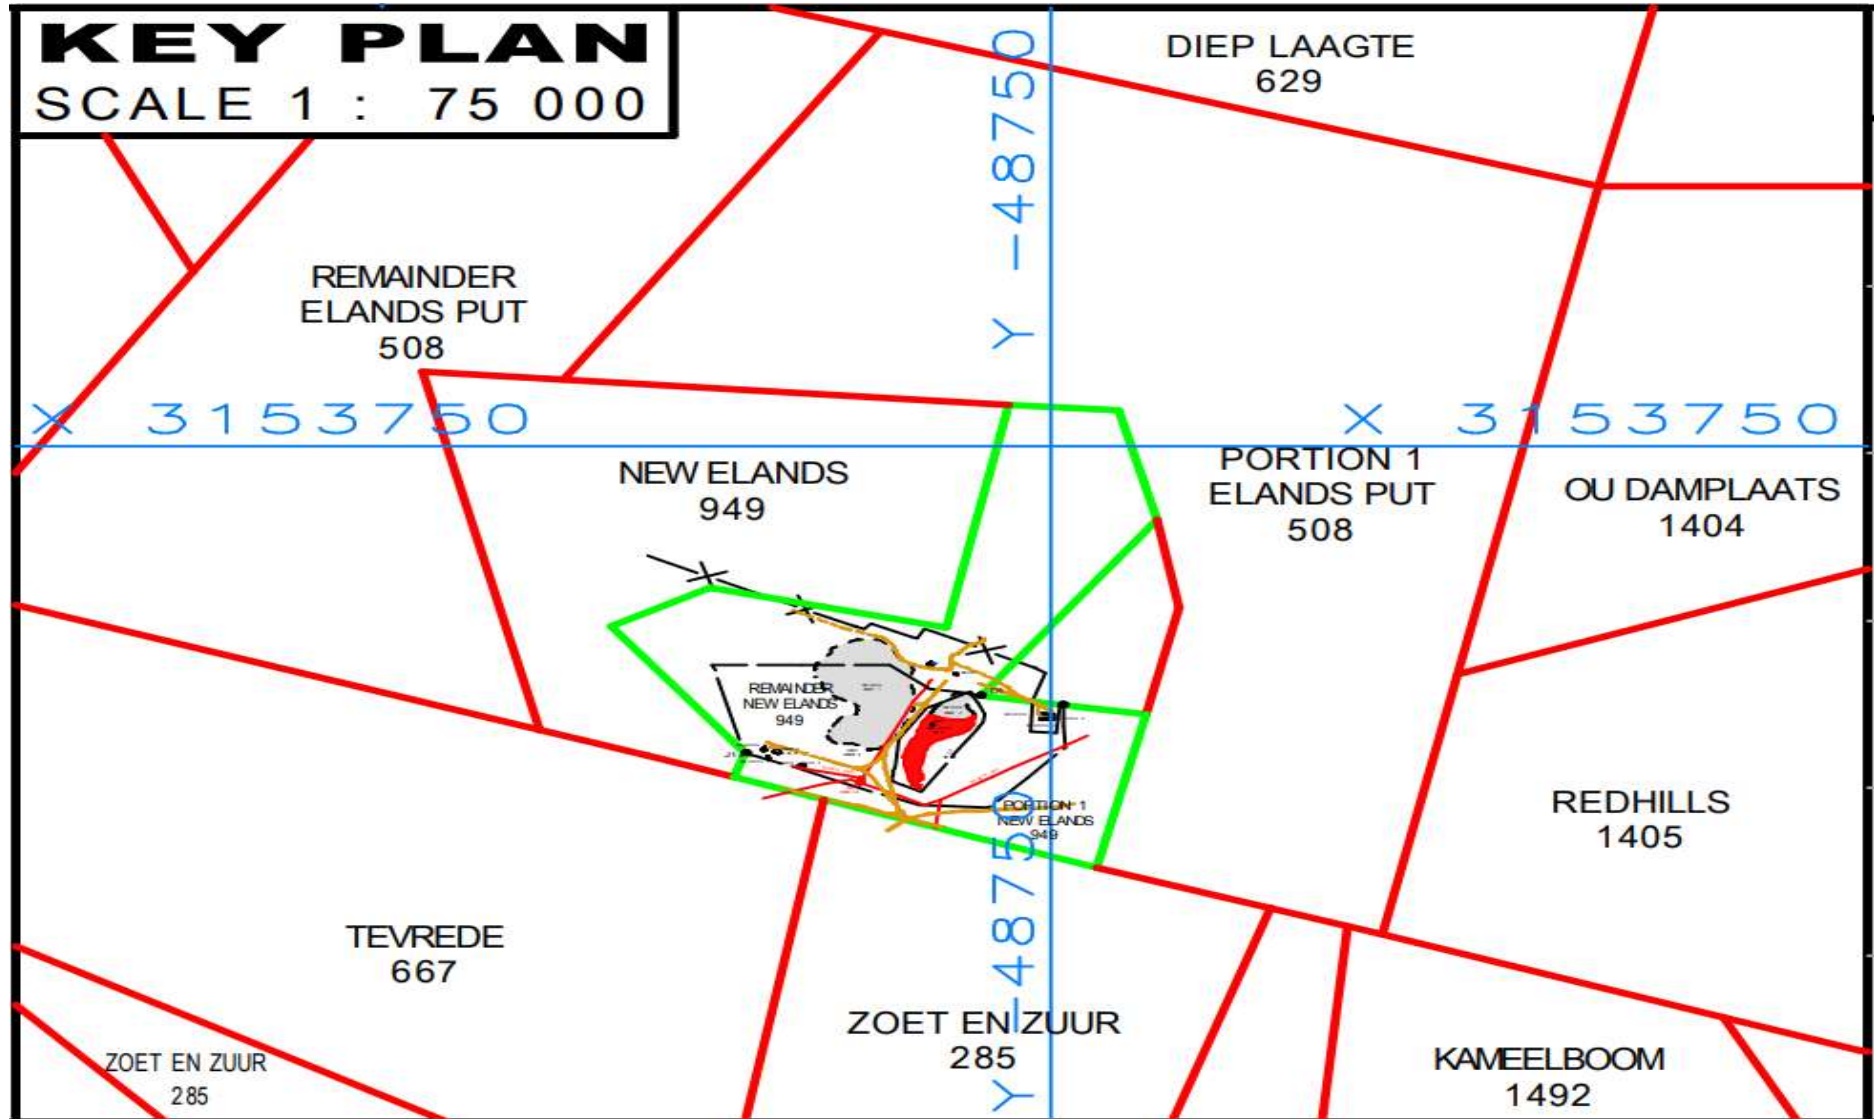 KEY PLAN
SCALE 1 : 75 000
DIEP LAAGTE
629
Y -48750
REMAINDER
ELANDS PUT
508
X 3153750
X 3153750
NEW ELANDS
949
PORTION 1
ELANDS PUT
508
OU DAMPLAATS
1404
REMAINDER
NEW ELANDS
949
PORTION 1
NEW ELANDS
949
REDHILLS
1405
Y -48750
TEVREDE
667
ZOET EN ZUUR
285
ZOET EN ZUUR
285
KAMEELBOOM
1492